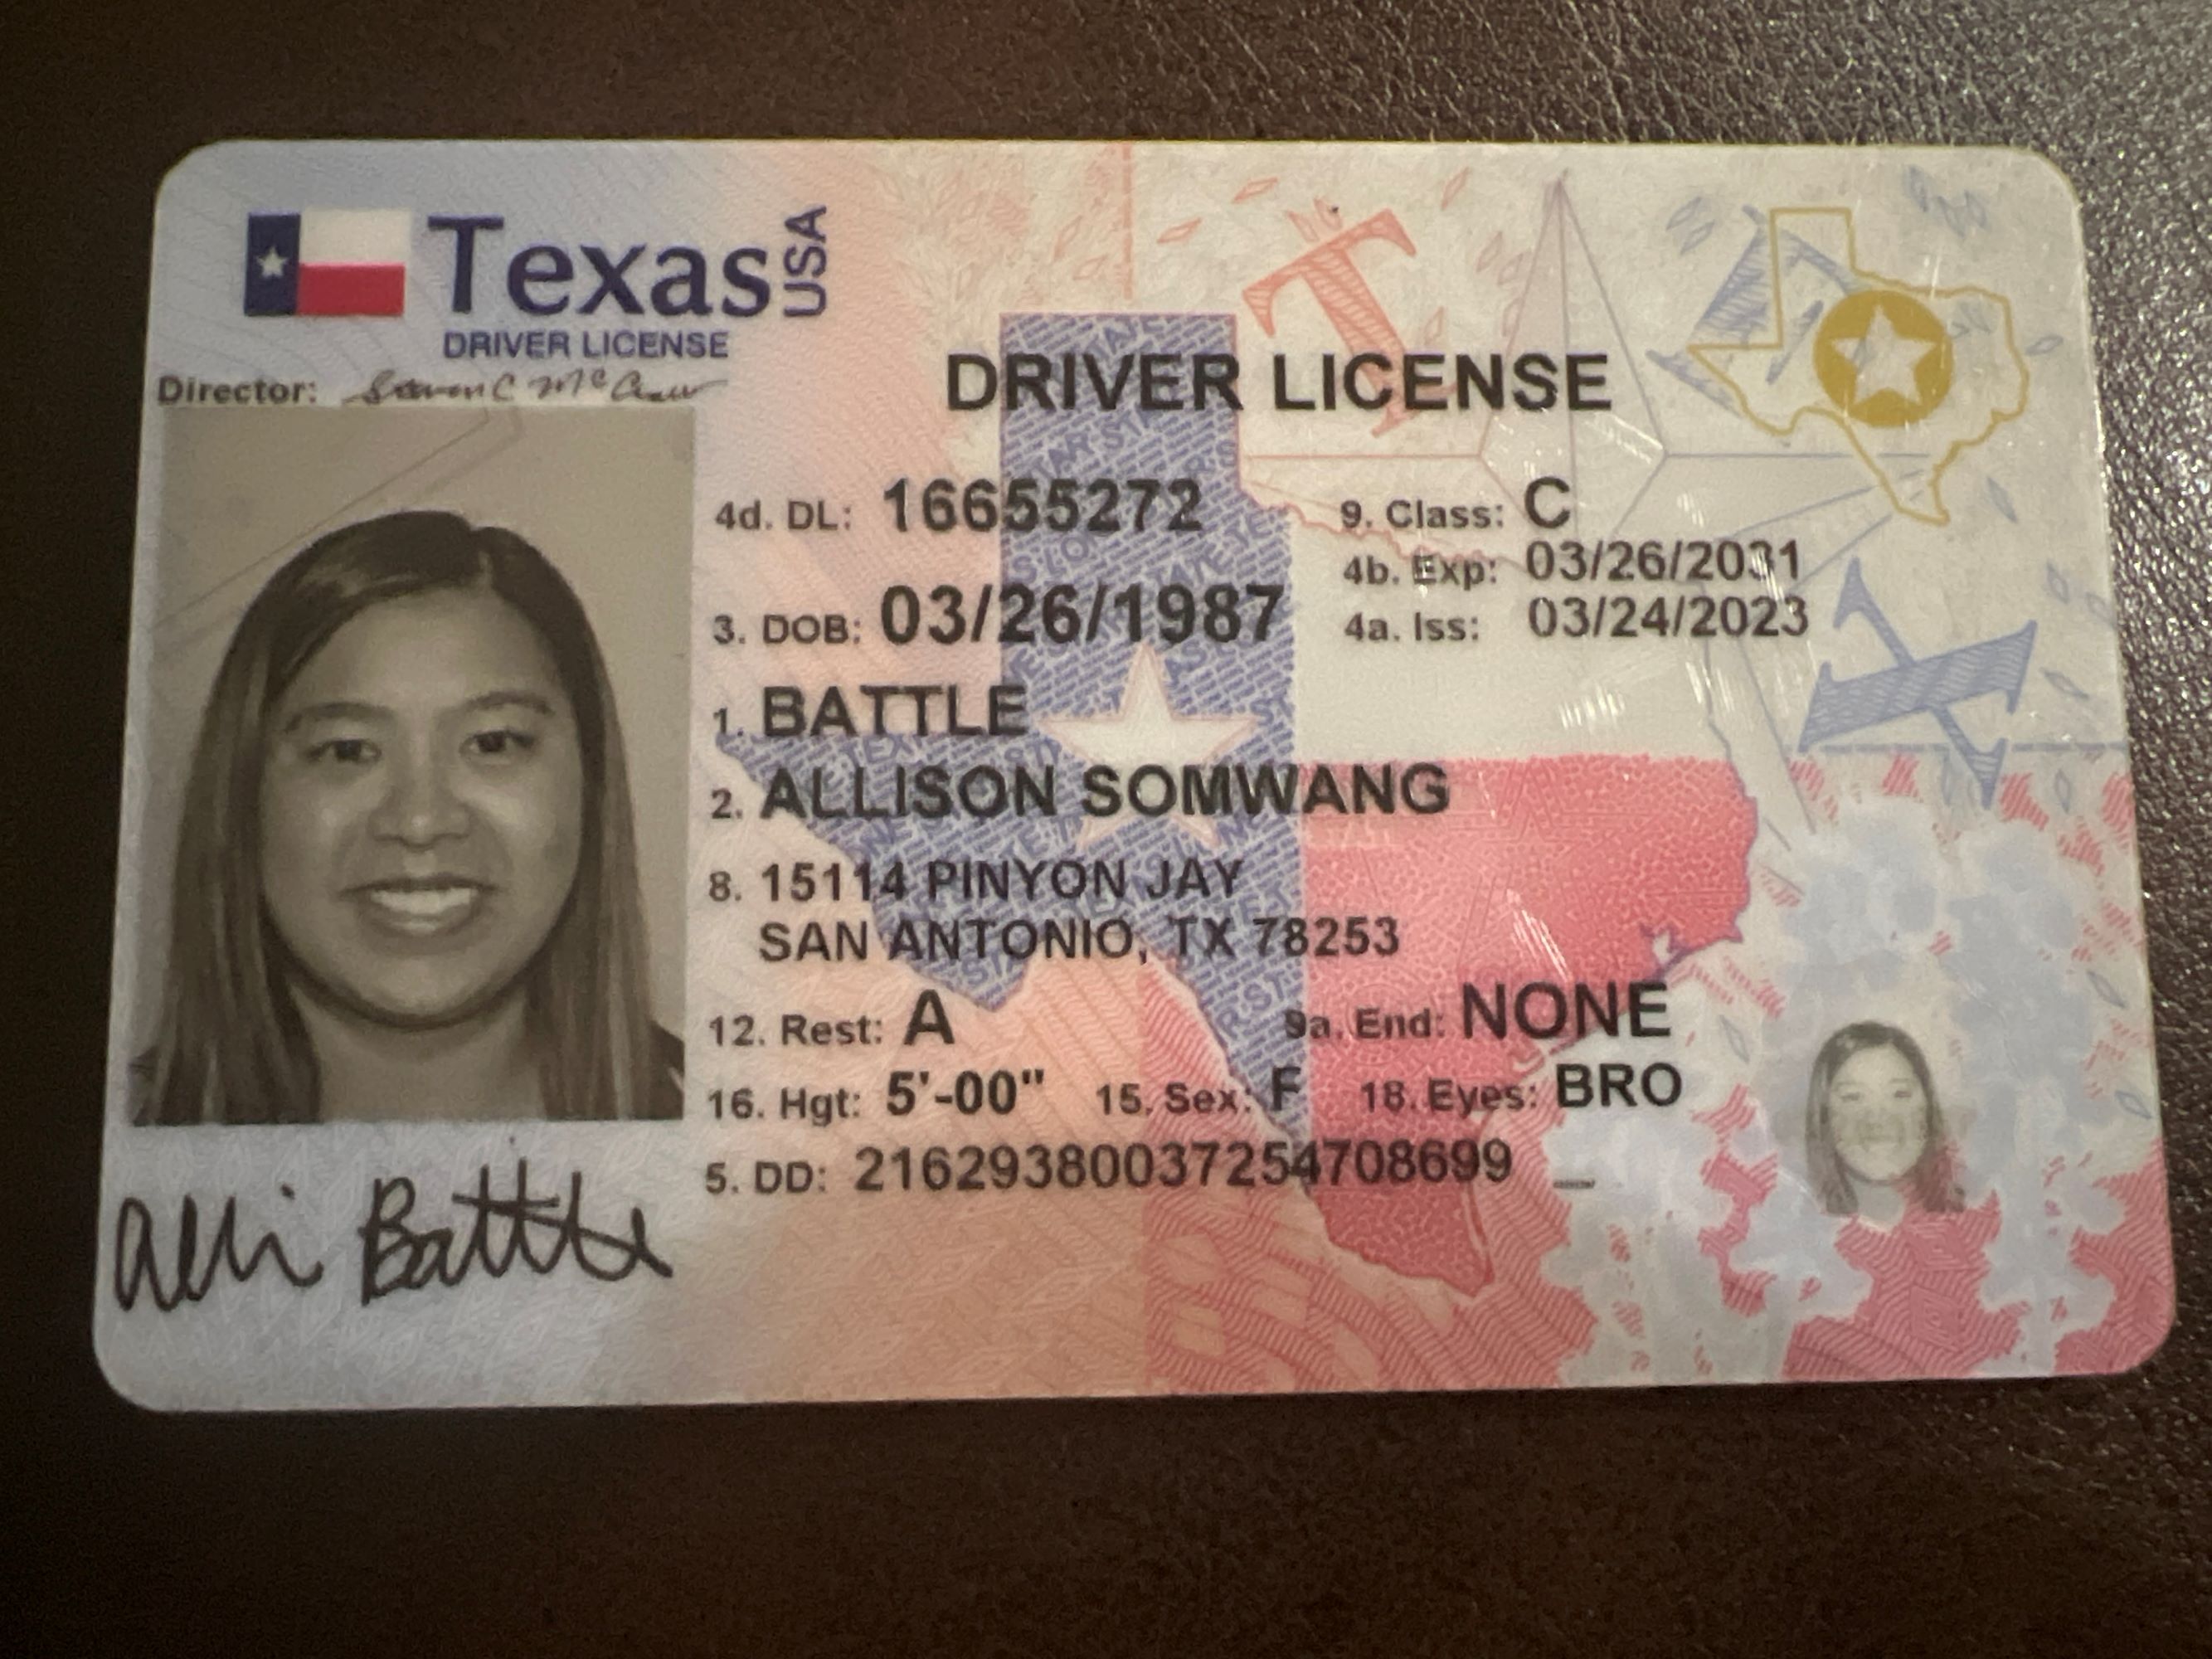 Texas USA
DRIVER LICENSE
DRIVER LICENSE
Director:
4d. DL: 16655272
9. Class: C
3. DOB: 03/26/1987
4b. Exp: 03/26/2031
4a. Iss: 03/24/2023
1. BATTLE
2. ALLISON SOMWANG
8. 15114 PINYON JAY
SAN ANTONIO, TX 78253
12. Rest: A
9a. End: NONE
16. Hgt: 5'-00"
15. Sex: F
18. Eyes: BRO
5. DD: 21629380037254708699
Alli Battle
T
X